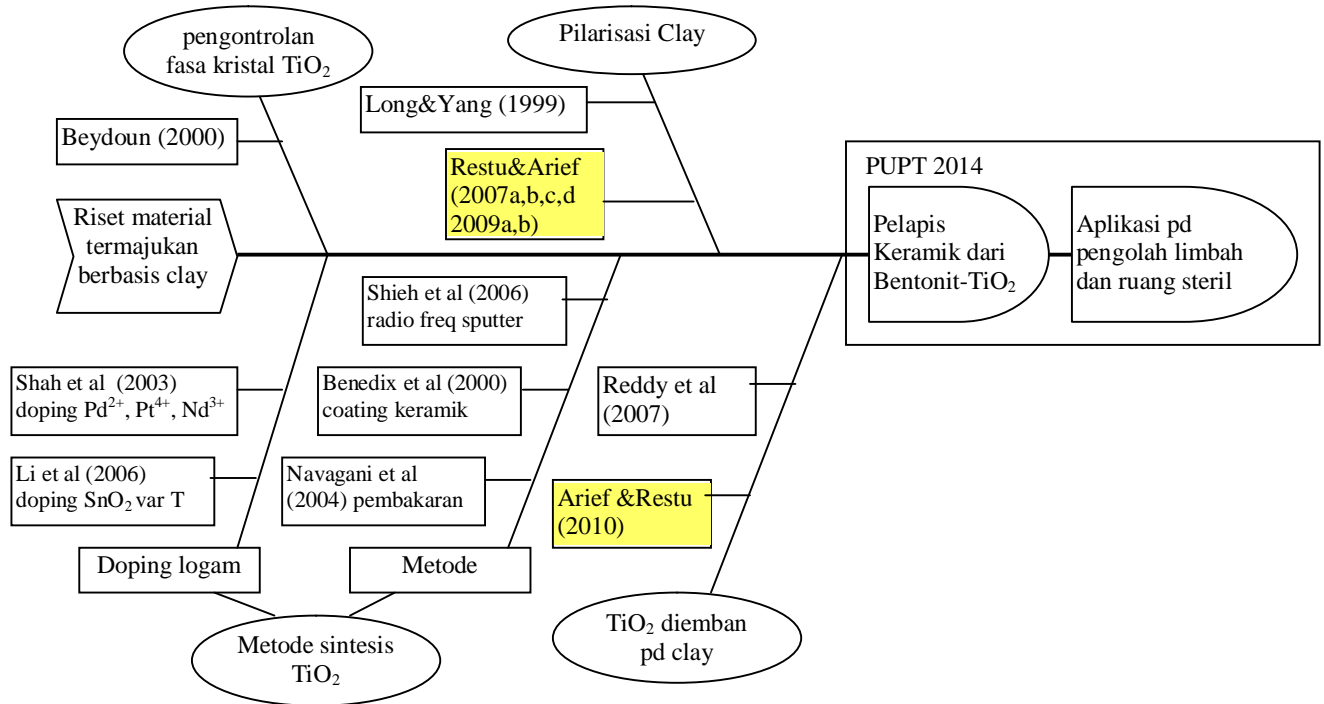 pengontrolan
fasa kristal TiO₂
Pilarisasi Clay
Long&Yang (1999)
Beydoun (2000)
Restu&Arief
(2007a,b,c,d
2009a,b)
PUPT 2014
Riset material
termajukan
berbasis clay
Pelapis
Keramik dari
Bentonit-TiO₂
Aplikasi pd
pengolah limbah
dan ruang steril
Shieh et al (2006)
radio freq sputter
Shah et al (2003)
doping Pd²⁺, Pt⁴⁺, Nd³⁺
Benedix et al (2000)
coating keramik
Reddy et al
(2007)
Li et al (2006)
doping SnO₂ var T
Navagani et al
(2004) pembakaran
Arief &Restu
(2010)
Doping logam
Metode
Metode sintesis
TiO₂
TiO₂ diemban
pd clay